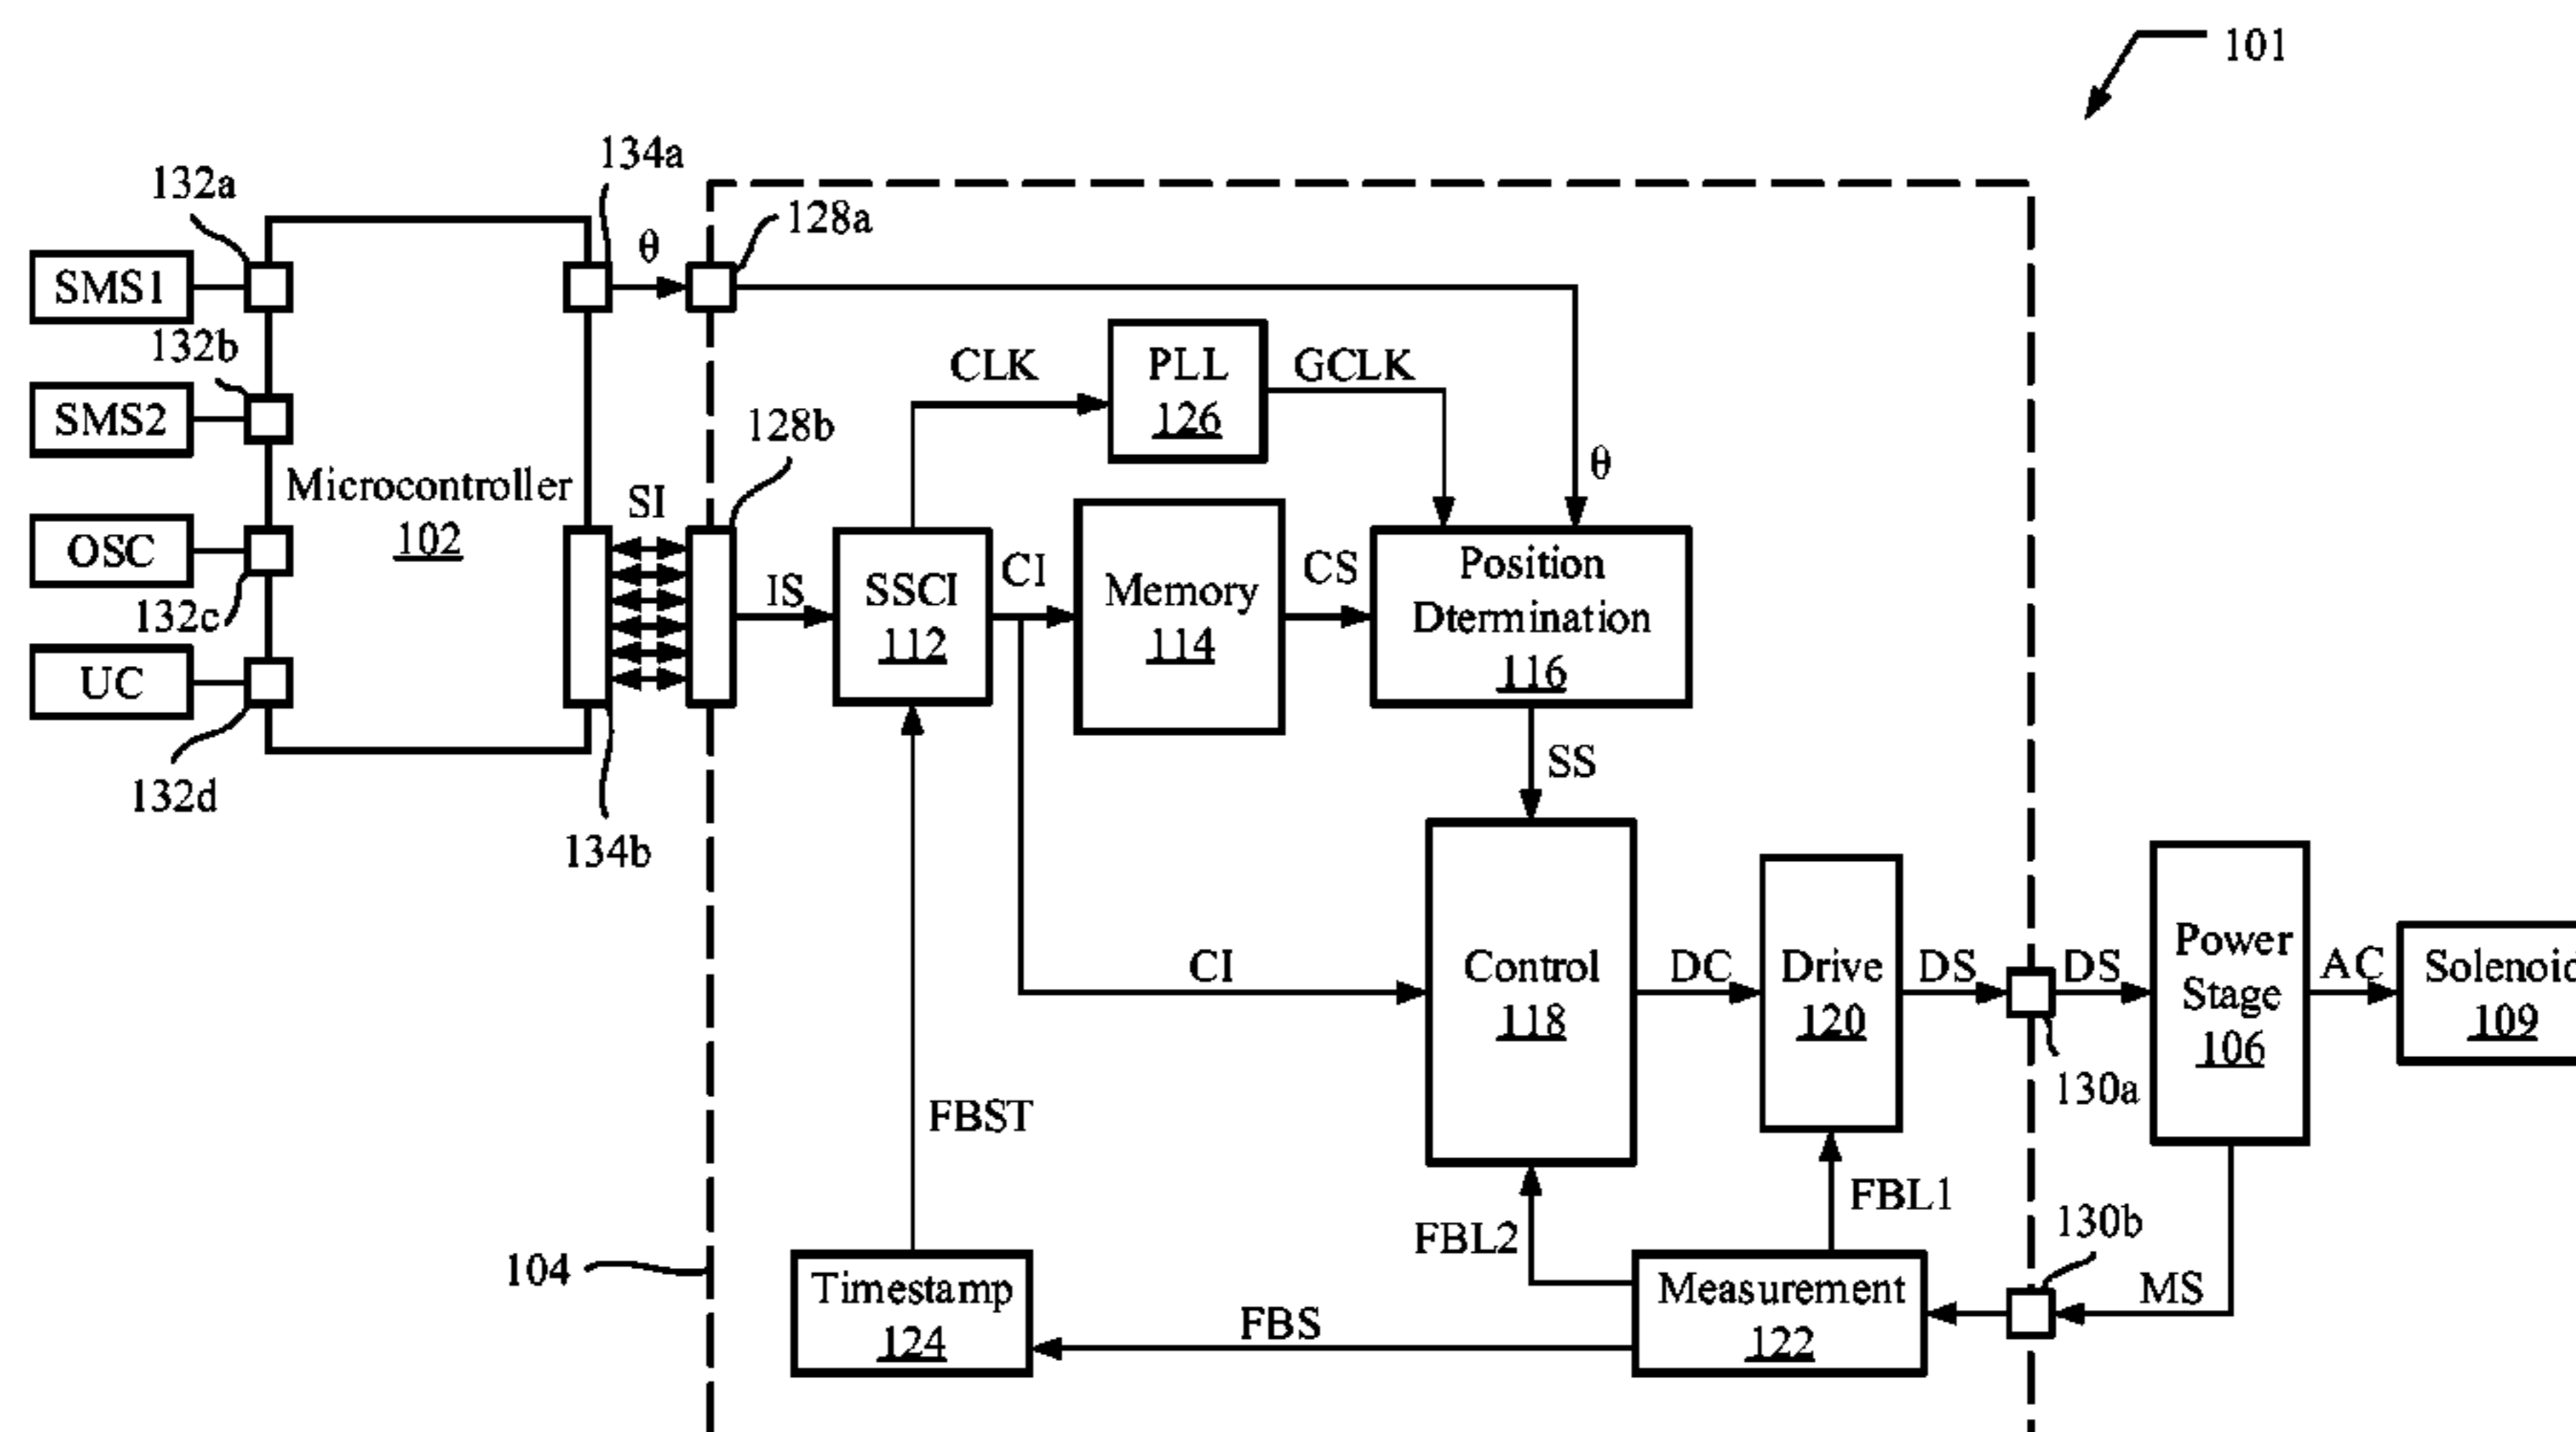 101
134a
132a
128a
θ
SMS1
132b
CLK
PLL
126
GCLK
SMS2
128b
θ
Microcontroller
102
SI
OSC
132c
IS
SSCI
112
CI
Memory
114
CS
Position
Dtermination
116
UC
132d
SS
134b
CI
Control
118
DC
Drive
120
DS
DS
Power
Stage
106
AC
Solenoid
109
130a
FBST
FBL1
FBL2
130b
104
Timestamp
124
FBS
Measurement
122
MS